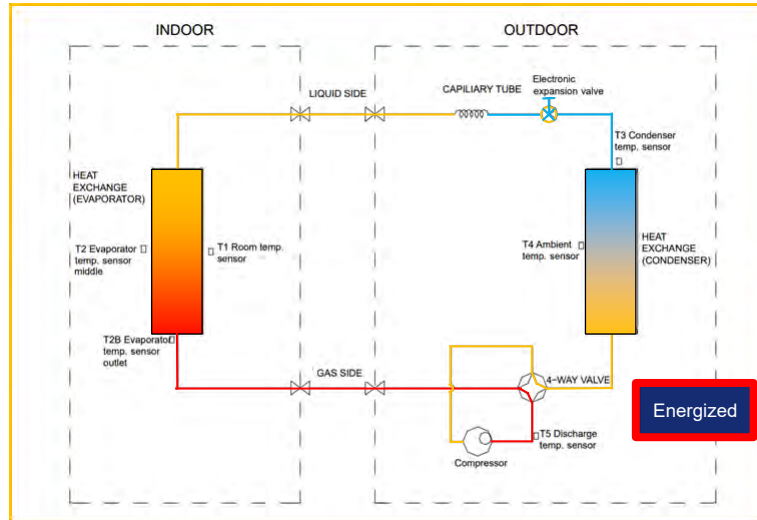 INDOOR
OUTDOOR
LIQUID SIDE
CAPILIARY TUBE
Electronic
expansion valve
T3 Condenser
temp. sensor
HEAT
EXCHANGE
(EVAPORATOR)
T2 Evaporator
temp. sensor
middle
T1 Room temp.
sensor
T4 Ambient
temp. sensor
HEAT
EXCHANGE
(CONDENSER)
T2B Evaporator
temp. sensor
outlet
GAS SIDE
4-WAY VALVE
Energized
T5 Discharge
temp. sensor
Compressor